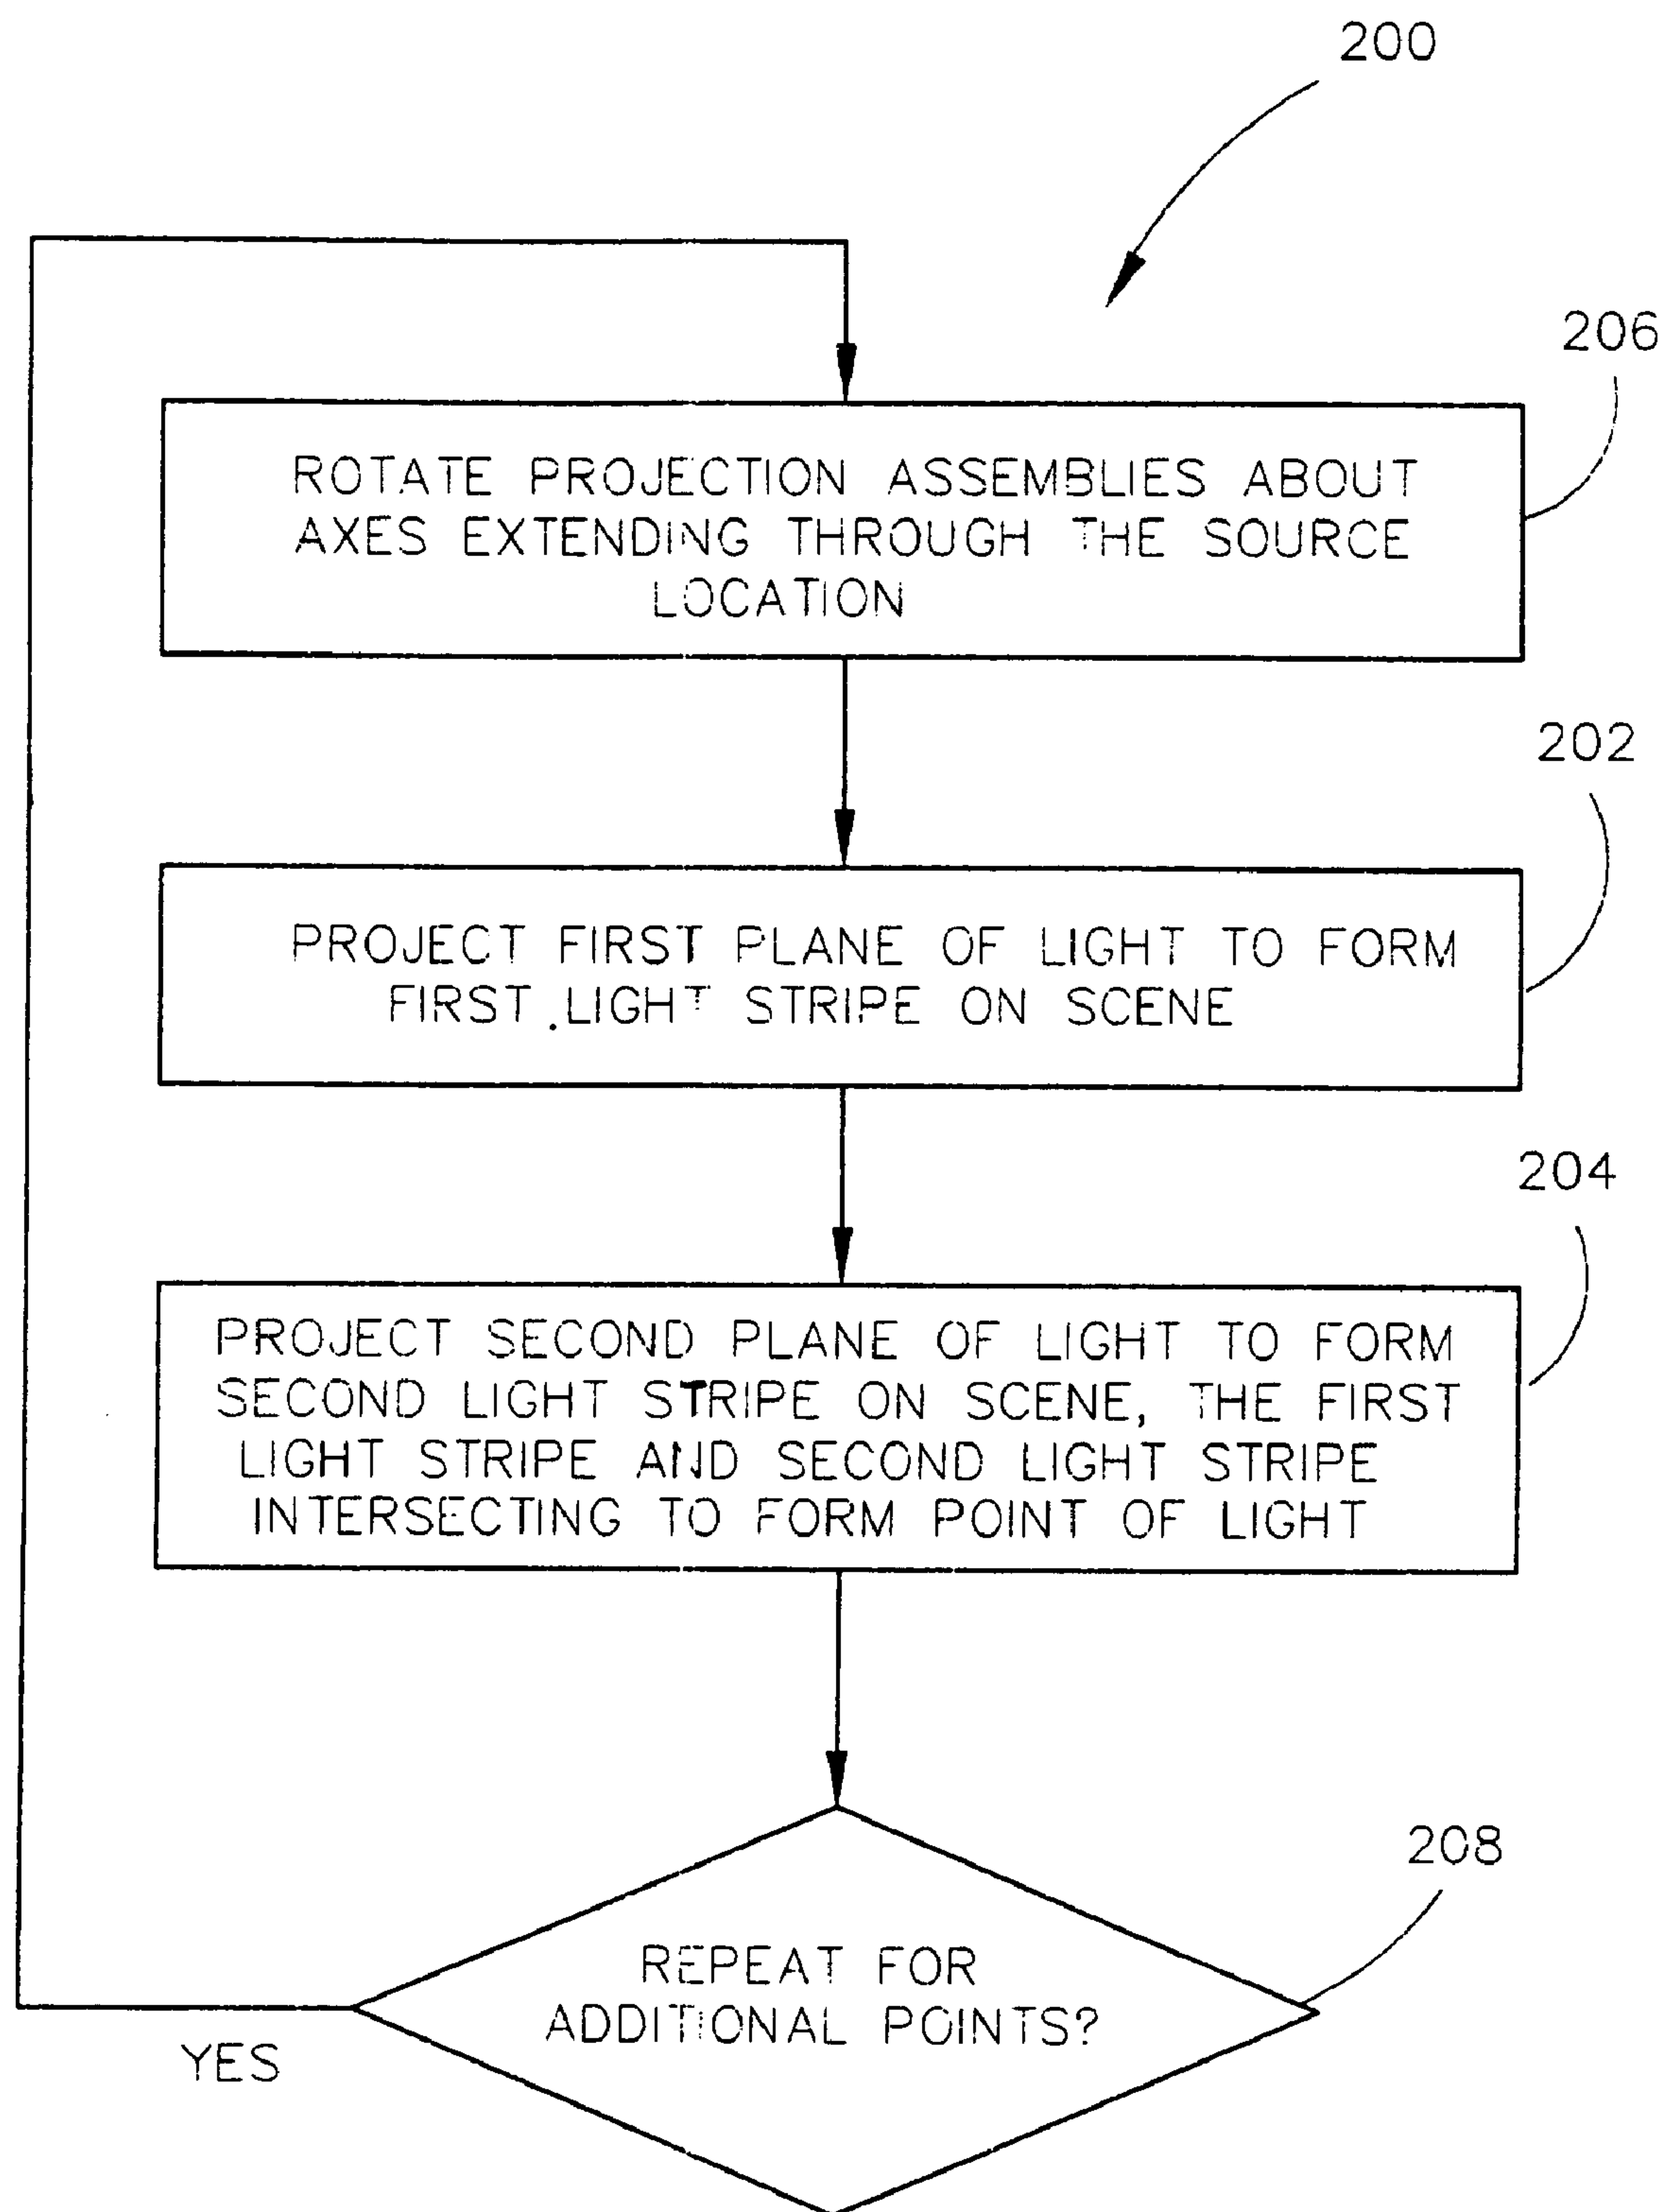 200
206
ROTATE PROJECTION ASSEMBLIES ABOUT
AXES EXTENDING THROUGH THE SOURCE
LOCATION
202
PROJECT FIRST PLANE OF LIGHT TO FORM
FIRST LIGHT STRIPE ON SCENE
204
PROJECT SECOND PLANE OF LIGHT TO FORM
SECOND LIGHT STRIPE ON SCENE, THE FIRST
LIGHT STRIPE AND SECOND LIGHT STRIPE
INTERSECTING TO FORM POINT OF LIGHT
208
REPEAT FOR
ADDITIONAL POINTS?
YES